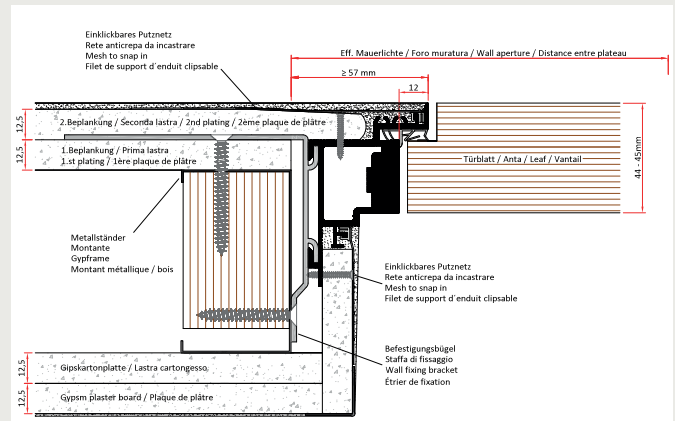 Einklickbares Putznetz
Rete anticrepa da incastrare
Mesh to snap in
Filet de support d´enduit clipsable
Eff. Mauerlichte / Foro muratura / Wall aperture / Distance entre plateau
≥ 57 mm
12
12,5
2.Beplankung / Seconda lastra / 2nd plating / 2ème plaque de plâtre
12,5
1.Beplankung / Prima lastra
1.st plating / 1ère plaque de plâtre
Türblatt / Anta / Leaf / Vantail
44 - 45mm
Metallständer
Montante
Gypframe
Montant métallique / bois
Einklickbares Putznetz
Rete anticrepa da incastrare
Mesh to snap in
Filet de support d´enduit clipsable
Befestigungsbügel
Staffa di fissaggio
Wall fixing bracket
Étrier de fixation
12,5
Gipskartonplatte / Lastra cartongesso
12,5
Gypsm plaster board / Plaque de plâtre